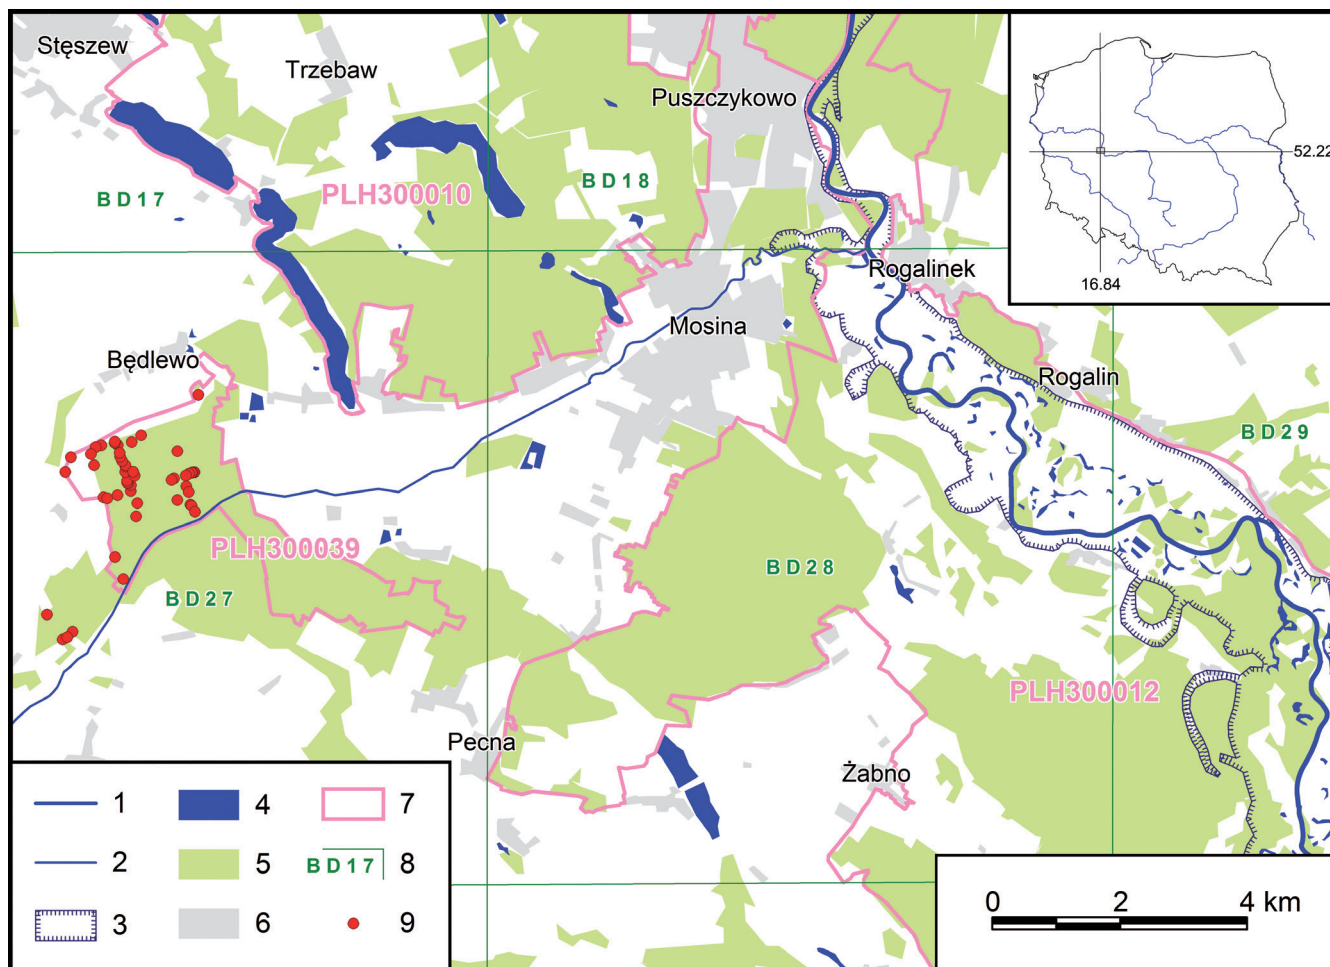 Stęszew
Trzebaw
Puszczykowo
52.22
16.84
BD17
PLH300010
BD18
Rogalinek
Mosina
Będlewo
Rogalin
BD29
PLH300039
BD28
BD27
PLH300012
Pecna
Żabno
1
4
7
2
5
BD17
8
3
6
9
0 2 4 km